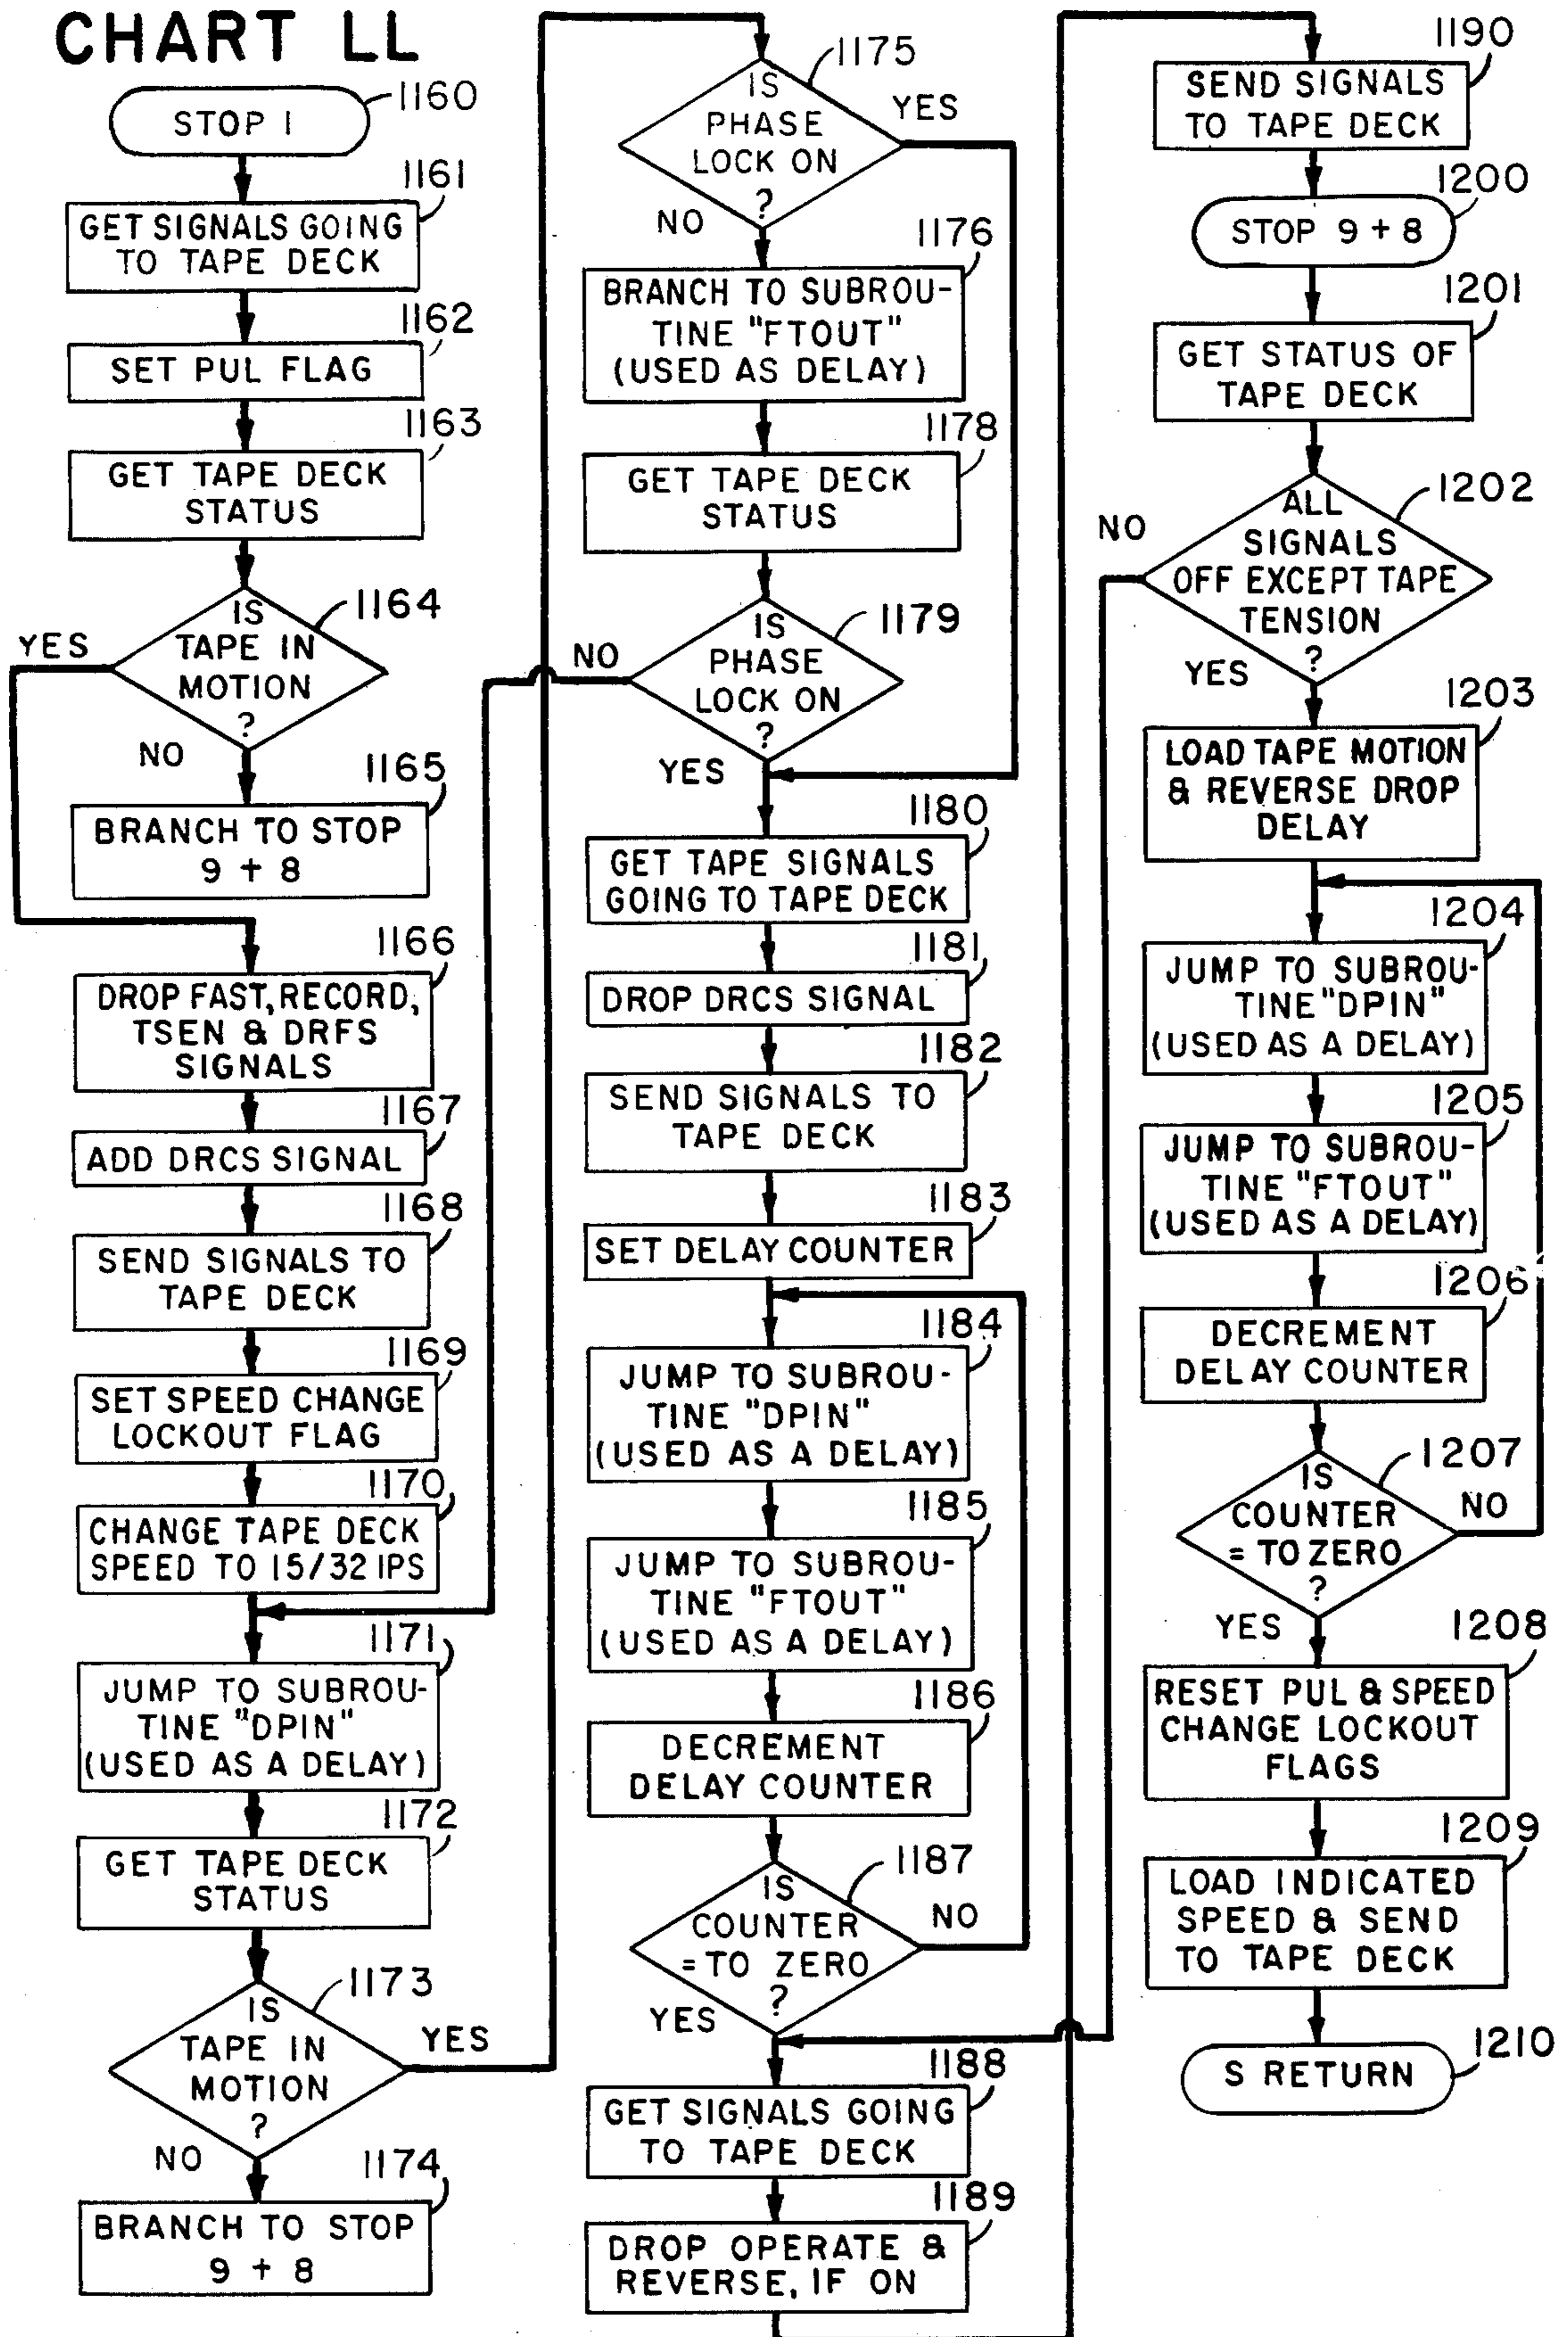 CHART LL
1160
STOP 1
1161
GET SIGNALS GOING
TO TAPE DECK
1162
SET PUL FLAG
1163
GET TAPE DECK
STATUS
1164
IS
TAPE IN
MOTION
?
YES
NO
1165
BRANCH TO STOP
9 + 8
1166
DROP FAST, RECORD,
TSEN & DRFS
SIGNALS
1167
ADD DRCS SIGNAL
1168
SEND SIGNALS TO
TAPE DECK
1169
SET SPEED CHANGE
LOCKOUT FLAG
1170
CHANGE TAPE DECK
SPEED TO 15/32 IPS
1171
JUMP TO SUBROU-
TINE "DPIN"
(USED AS A DELAY)
1172
GET TAPE DECK
STATUS
1173
IS
TAPE IN
MOTION
?
YES
NO
1174
BRANCH TO STOP
9 + 8
1175
IS
PHASE
LOCK ON
?
YES
NO
1176
BRANCH TO SUBROU-
TINE "FTOUT"
(USED AS DELAY)
1178
GET TAPE DECK
STATUS
1179
IS
PHASE
LOCK ON
?
NO
YES
1180
GET TAPE SIGNALS
GOING TO TAPE DECK
1181
DROP DRCS SIGNAL
1182
SEND SIGNALS TO
TAPE DECK
1183
SET DELAY COUNTER
1184
JUMP TO SUBROU-
TINE "DPIN"
(USED AS A DELAY)
1185
JUMP TO SUBROU-
TINE "FTOUT"
(USED AS A DELAY)
1186
DECREMENT
DELAY COUNTER
1187
IS
COUNTER
= TO ZERO
?
NO
YES
1188
GET SIGNALS GOING
TO TAPE DECK
1189
DROP OPERATE &
REVERSE, IF ON
1190
SEND SIGNALS
TO TAPE DECK
1200
STOP 9 + 8
1201
GET STATUS OF
TAPE DECK
1202
ALL
SIGNALS
OFF EXCEPT TAPE
TENSION
?
NO
YES
1203
LOAD TAPE MOTION
& REVERSE DROP
DELAY
1204
JUMP TO SUBROU-
TINE "DPIN"
(USED AS A DELAY)
1205
JUMP TO SUBROU-
TINE "FTOUT"
(USED AS A DELAY)
1206
DECREMENT
DELAY COUNTER
1207
IS
COUNTER
= TO ZERO
?
NO
YES
1208
RESET PUL & SPEED
CHANGE LOCKOUT
FLAGS
1209
LOAD INDICATED
SPEED & SEND
TO TAPE DECK
1210
S RETURN